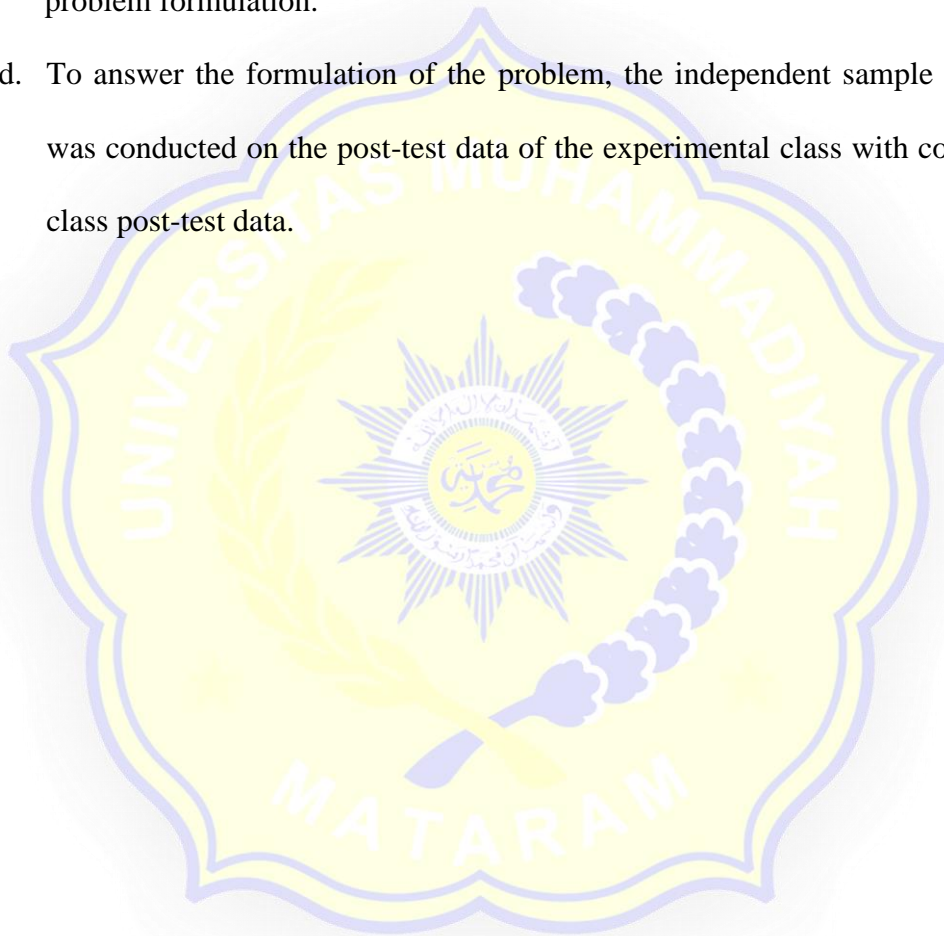 problem formulation.
d. To answer the formulation of the problem, the independent sample
was conducted on the post-test data of the experimental class with co
class post-test data.
UNIVERSITAS MUHAMMADIYAH
MATARAM